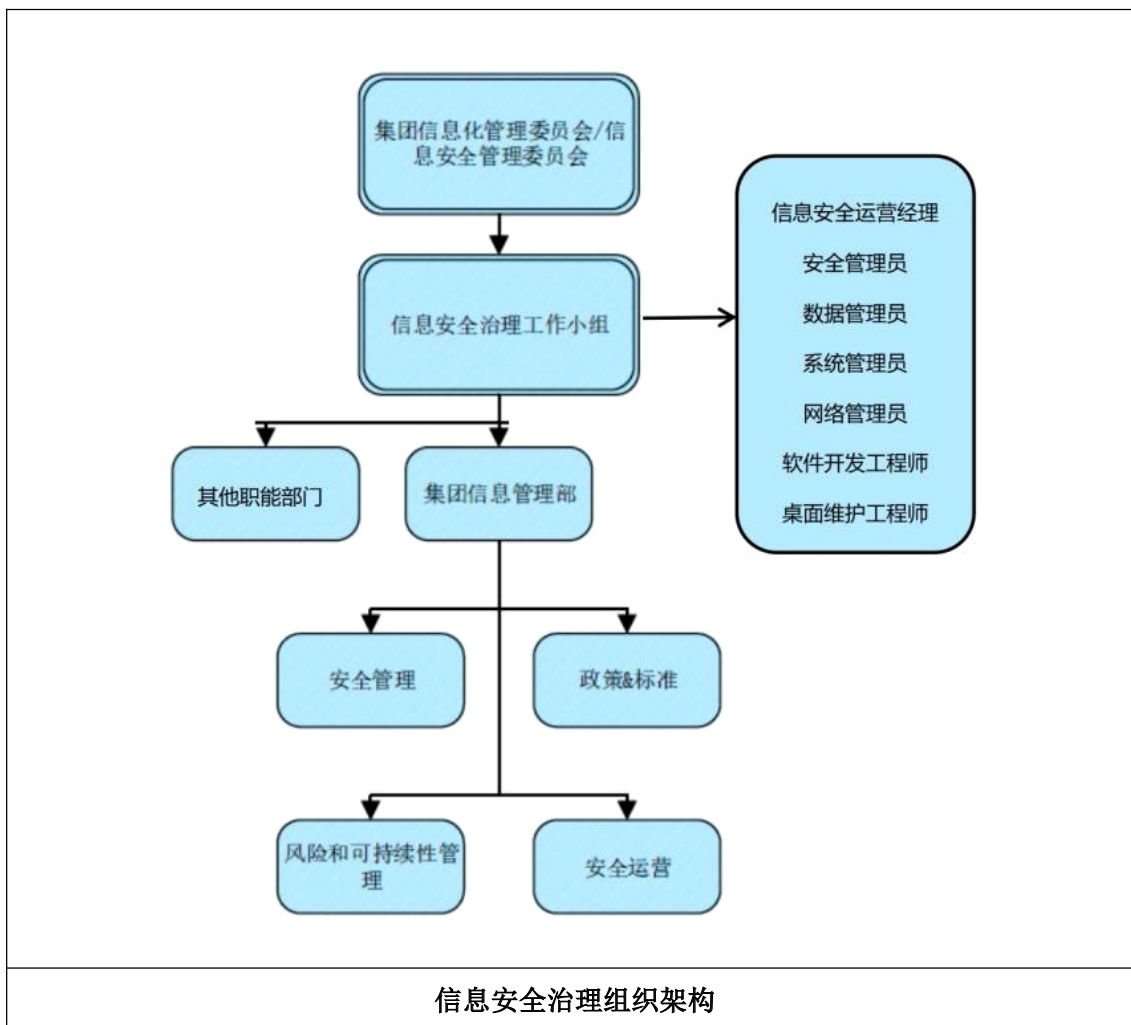 集团信息化管理委员会/信
息安全管理委员会
信息安全治理工作小组
信息安全运营经理
安全管理员
数据管理员
系统管理员
网络管理员
软件开发工程师
桌面维护工程师
其他职能部门
集团信息管理部
安全管理
政策&标准
风险和可持续性管
理
安全运营
信息安全治理组织架构